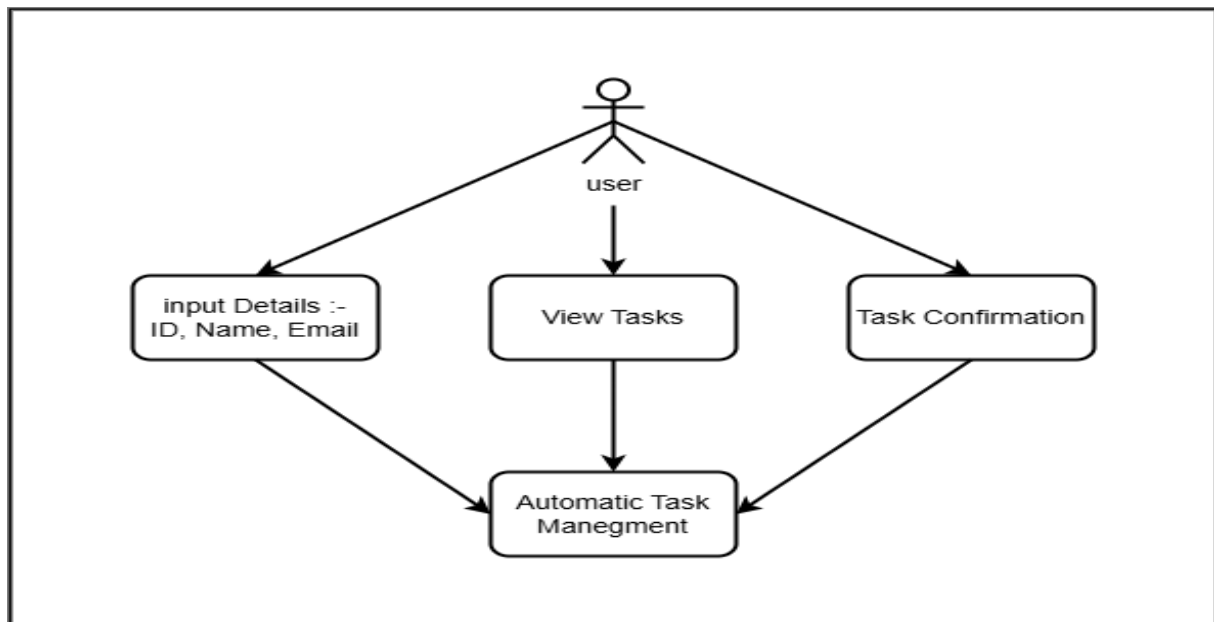 user
input Details :-
ID, Name, Email
View Tasks
Task Confirmation
Automatic Task
Manegment